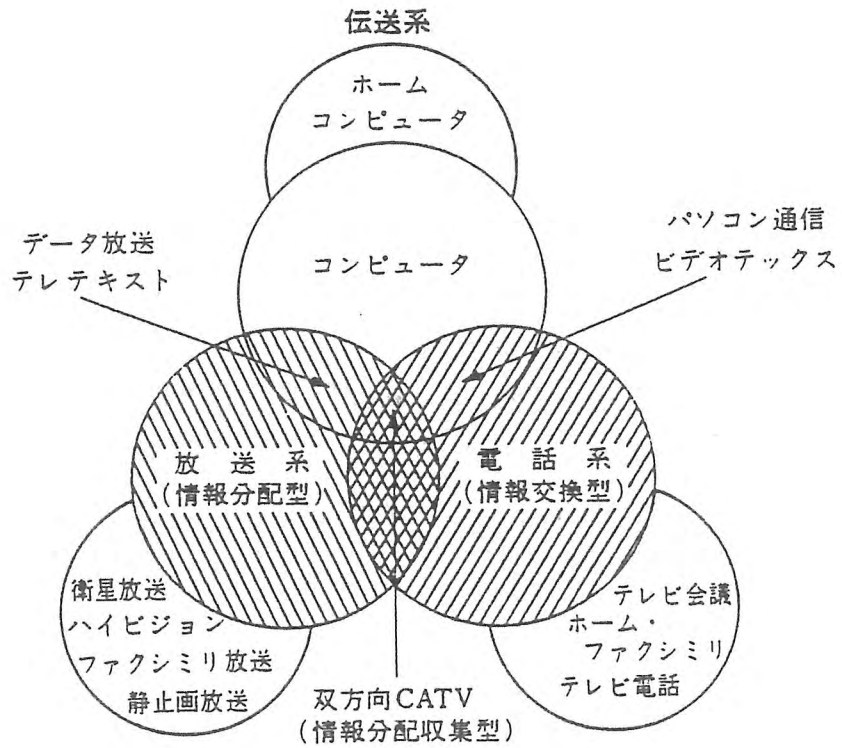 伝送系
ホーム
コンピュータ
データ放送
テレテキスト
コンピュータ
パソコン通信
ビデオテックス
放送系
(情報分配型)
電話系
(情報交換型)
衛星放送
ハイビジョン
ファクシミリ放送
静止画放送
テレビ会議
ホーム・
ファクシミリ
テレビ電話
双方向CATV
(情報分配収集型)